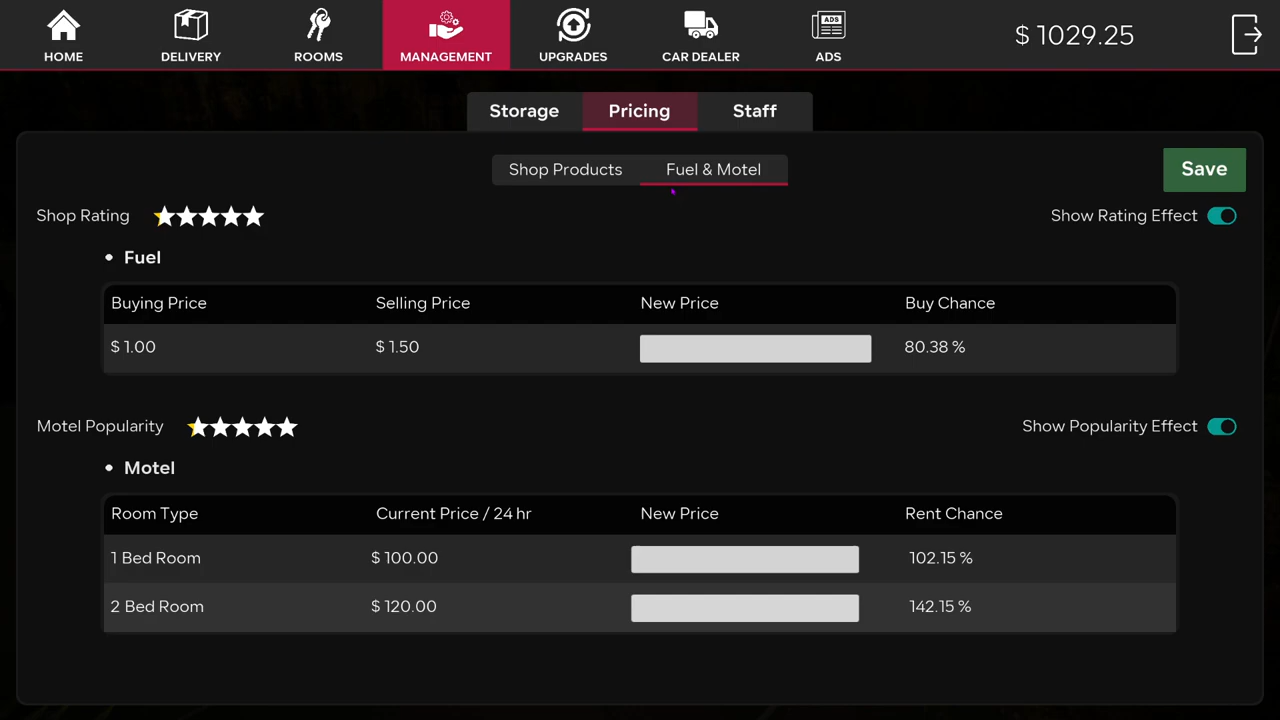 HOME DELIVERY ROOMS MANAGEMENT UPGRADES CAR DEALER ADS ADS $ 1029.25
Storage Pricing Staff
Shop Products Fuel & Motel Save
Shop Rating Show Rating Effect
• Fuel
Buying Price Selling Price New Price Buy Chance
$ 1.00 $ 1.50 80.38 %
Motel Popularity Show Popularity Effect
• Motel
Room Type Current Price / 24 hr New Price Rent Chance
1 Bed Room $ 100.00 102.15 %
2 Bed Room $ 120.00 142.15 %